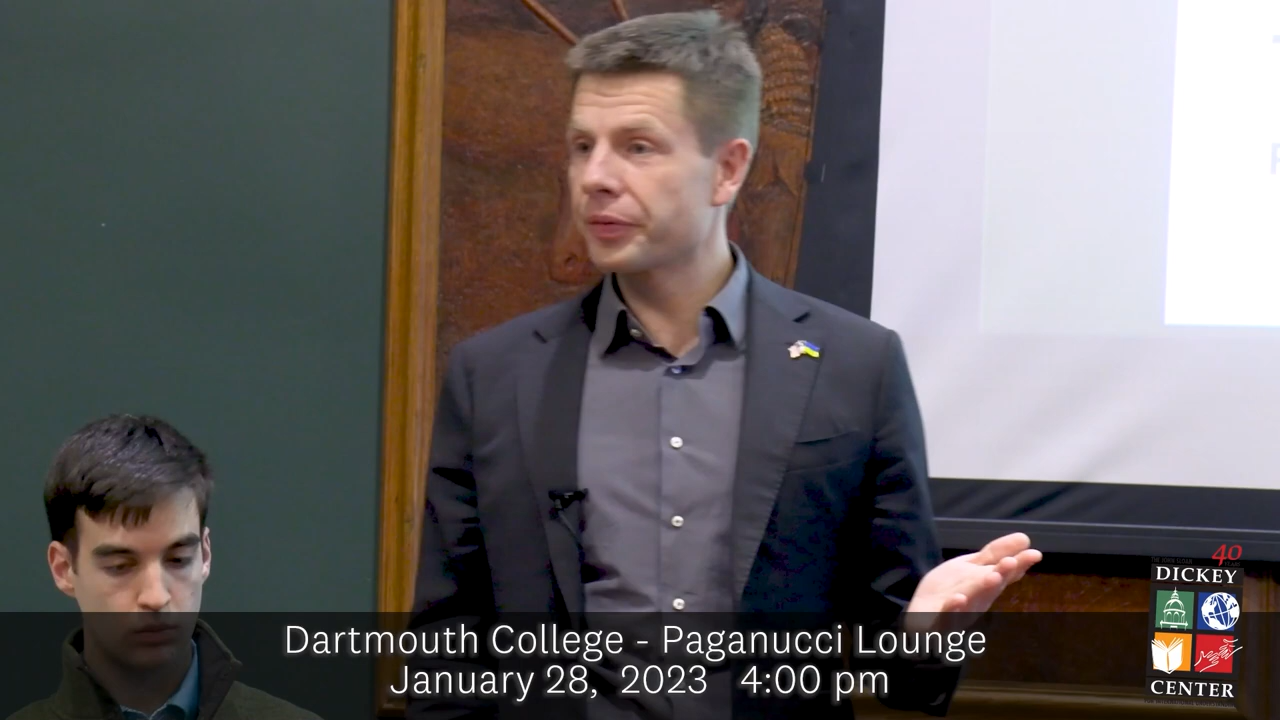 Dartmouth College - Paganucci Lounge
January 28, 2023 4:00 pm
40
DICKEY
CENTER